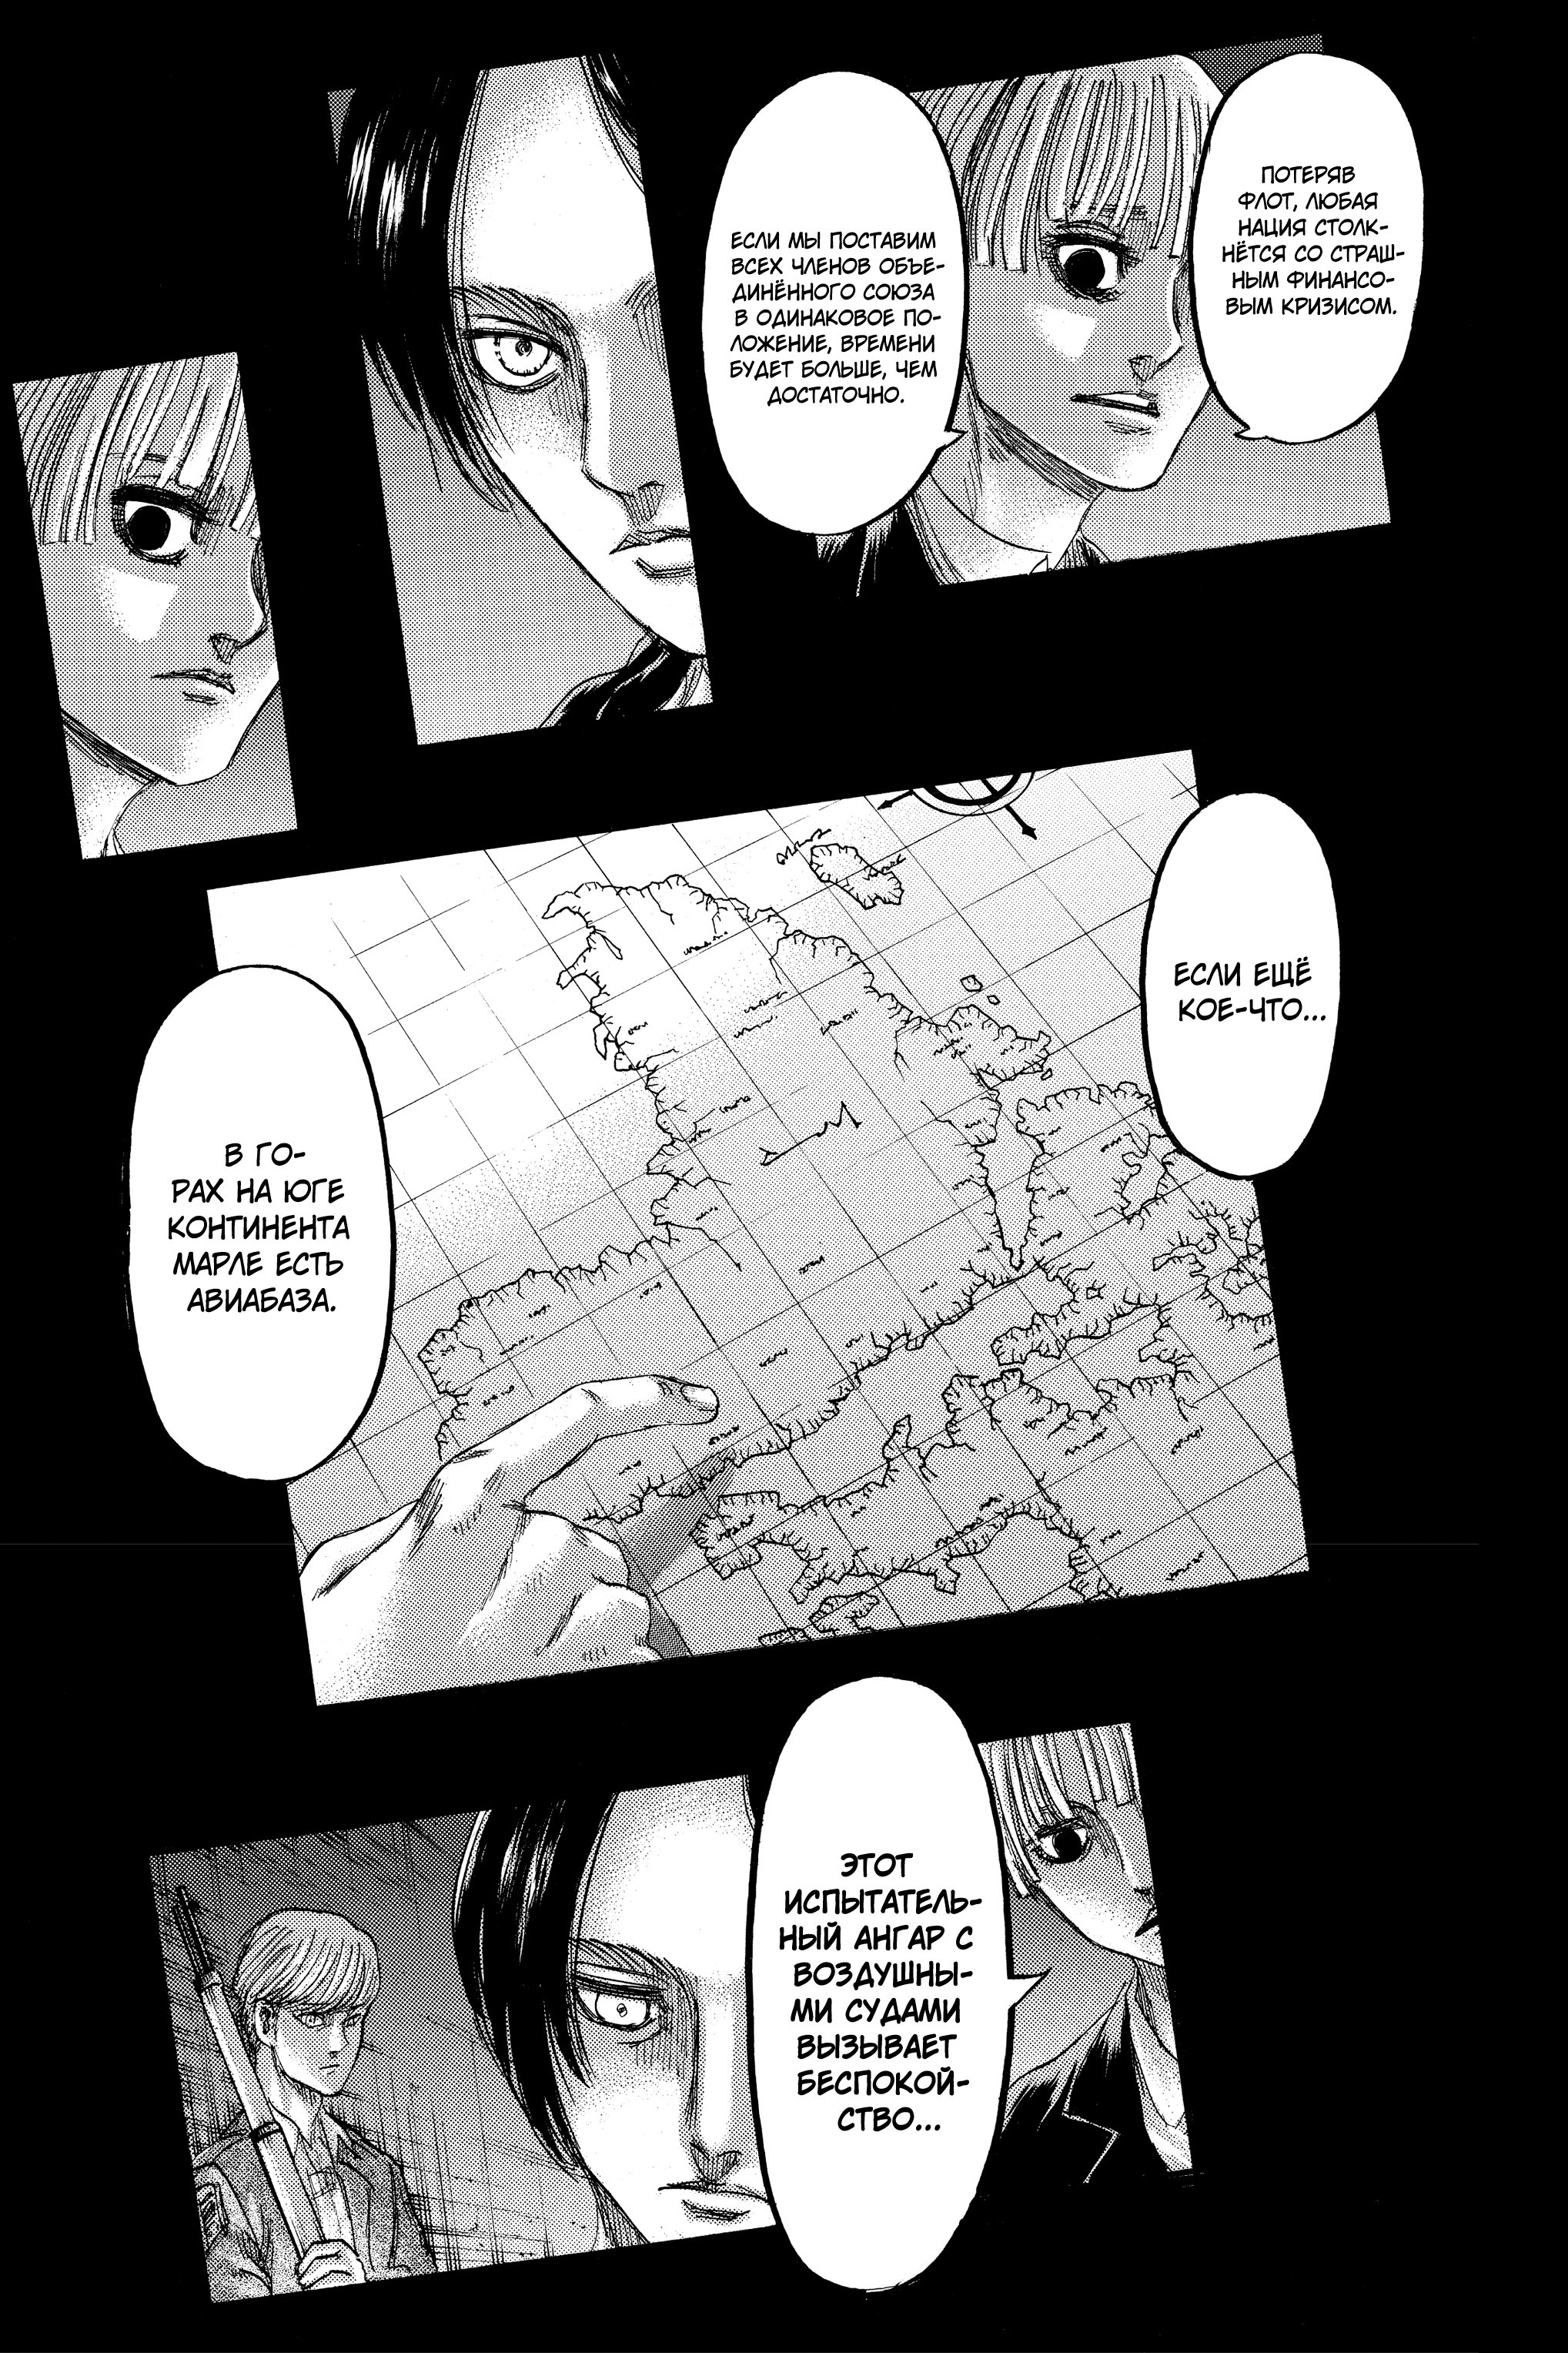 ПОТЕРЯВ
ФЛОТ, ЛЮБАЯ
НАЦИЯ СТОЛК-
НЁТСЯ СО СТРАШ-
НЫМ ФИНАНСО-
ВЫМ КРИЗИСОМ.
ЕСЛИ МЫ ПОСТАВИМ
ВСЕХ ЧЛЕНОВ ОБЪЕ-
ДИНЁННОГО СОЮЗА
В ОДИНАКОВОЕ ПО-
ЛОЖЕНИЕ, ВРЕМЕНИ
БУДЕТ БОЛЬШЕ, ЧЕМ
ДОСТАТОЧНО.
ЕСЛИ ЕЩЁ
КОЕ-ЧТО...
В ГО-
РАХ НА ЮГЕ
КОНТИНЕНТА
МАРЛЕ ЕСТЬ
АВИАБАЗА.
ЭТОТ
ИСПЫТАТЕЛЬ-
НЫЙ АНГАР С
ВОЗДУШНЫ-
МИ СУДАМИ
ВЫЗЫВАЕТ
БЕСПОКОЙ-
СТВО...